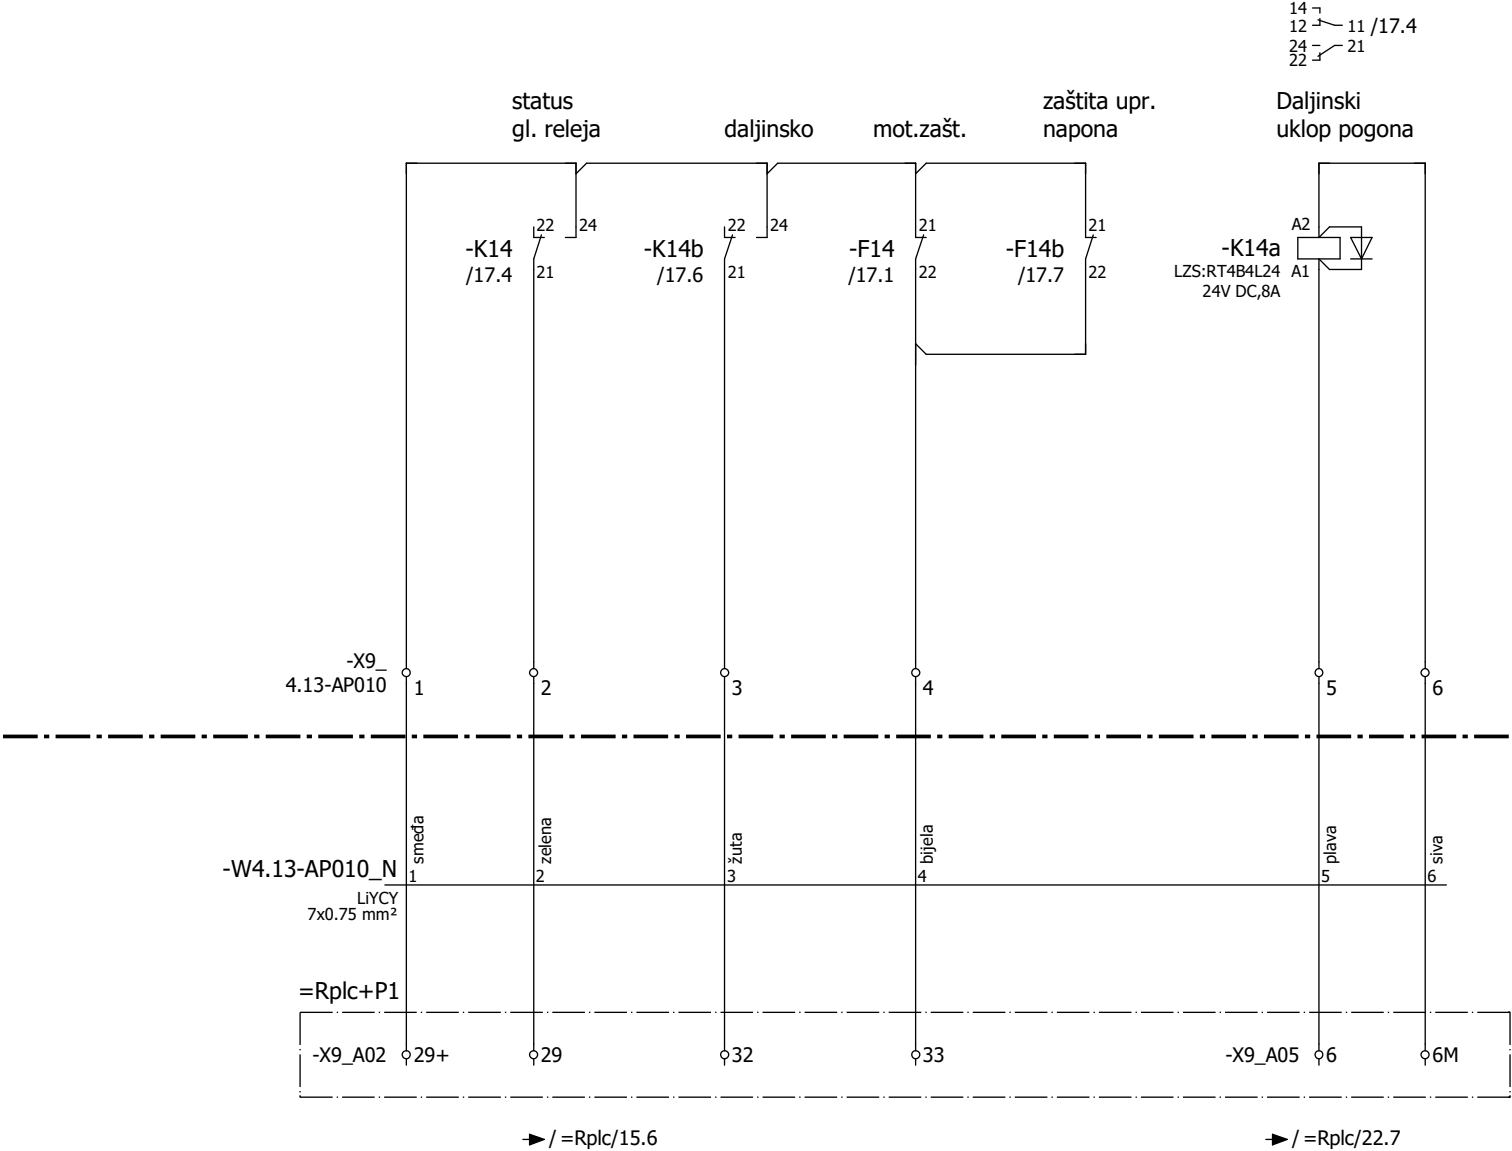 14
12 11 /17.4
24 21
22
status
gl. releja
daljinsko
mot.zašt.
zaštita upr.
napona
Daljinski
uklop pogona
22 24
-K14
/17.4 21
22 24
-K14b
/17.6 21
21
-F14
/17.1 22
21
-F14b
/17.7 22
A2
-K14a
LZS:RT4B4L24 A1
24V DC,8A
-X9_
4.13-AP010 1 2 3 4 5 6
smeđa zelena žuta bijela plava siva
-W4.13-AP010_N 1 2 3 4 5 6
LiYCY
7x0.75 mm²
=Rplc+P1
-X9_A02 29+ 29 32 33 -X9_A05 6 6M
/ =Rplc/15.6 / =Rplc/22.7